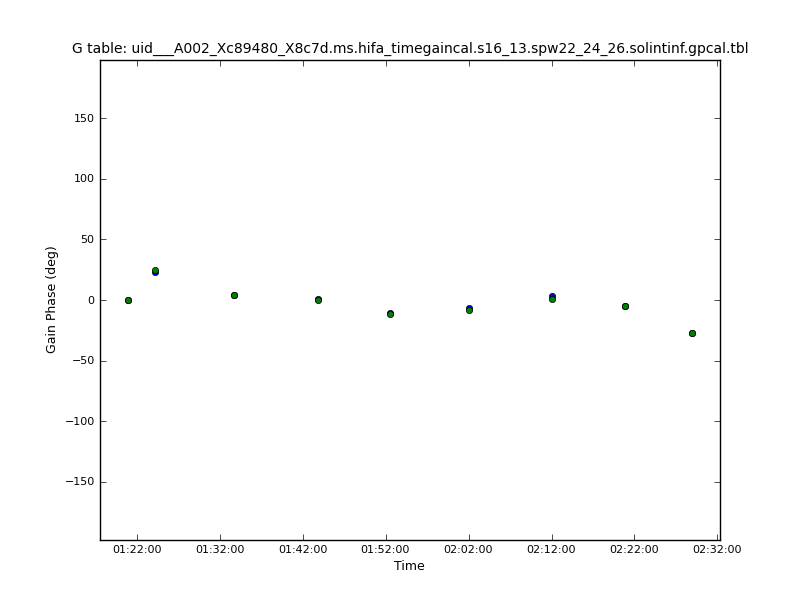 G table: uid___A002_Xc89480_X8c7d.ms.hifa_timegaincal.s16_13.spw22_24_26.solintinf.gpcal.tbl
150
100
50
0
−50
−100
−150
Gain Phase (deg)
01:22:00 01:32:00 01:42:00 01:52:00 02:02:00 02:12:00 02:22:00 02:32:00
Time